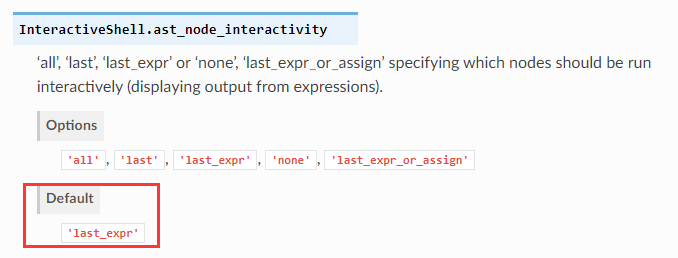 InteractiveShell.ast_node_interactivity
‘all’, ‘last’, ‘last_expr’ or ‘none’, ‘last_expr_or_assign’ specifying which nodes should be run
interactively (displaying output from expressions).
Options
'all', 'last', 'last_expr', 'none', 'last_expr_or_assign'
Default
'last_expr'